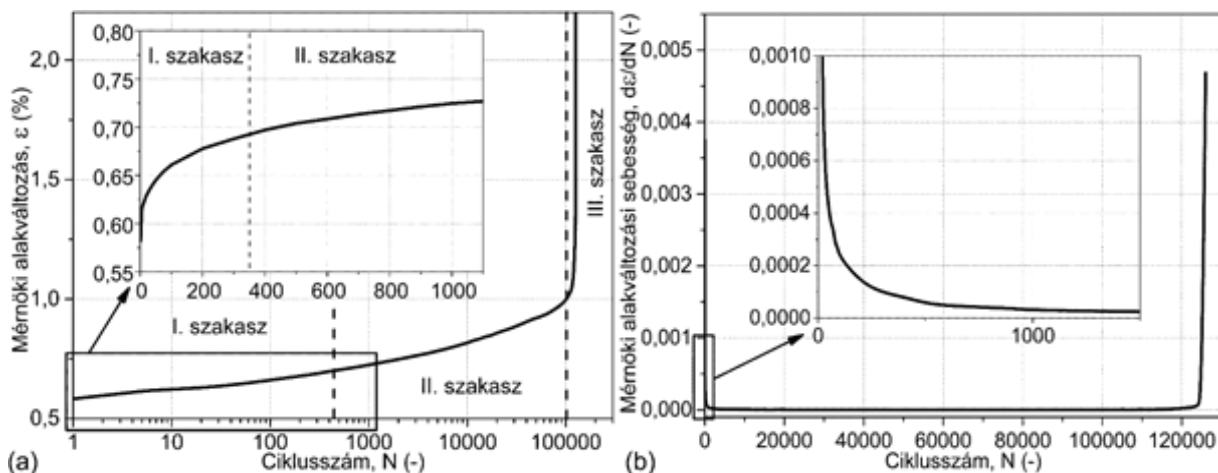 Mérnöki alakváltozás, ε (%)
2,0
1,5
1,0
0,5
0,80
0,75
0,70
0,65
0,60
0,55
I. szakasz
II. szakasz
0 200 400 600 800 1000
I. szakasz
II. szakasz
III. szakasz
1 10 100 1000 10000 100000
(a) Ciklusszám, N (-)
Mérnöki alakváltozási sebesség, dε/dN (-)
0,005
0,004
0,003
0,002
0,001
0,000
0,0010
0,0008
0,0006
0,0004
0,0002
0,0000
0 1000
0 20000 40000 60000 80000 100000 120000
(b) Ciklusszám, N (-)